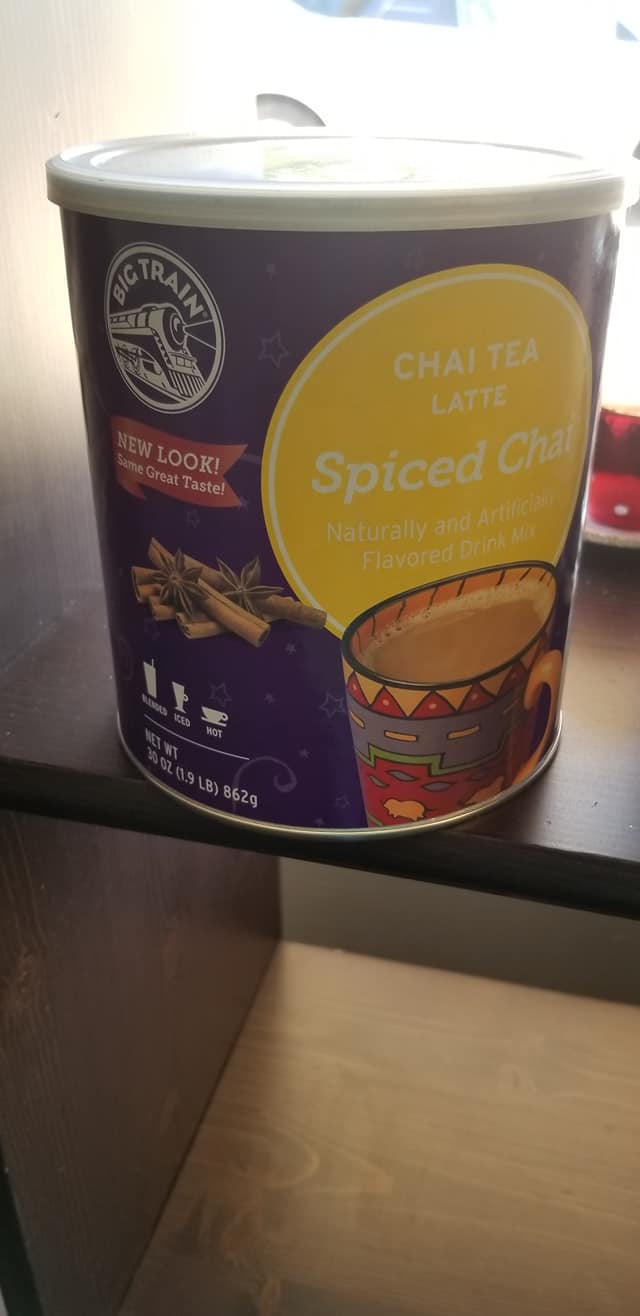 BIG TRAIN
CHAI TEA
LATTE
Spiced Chai
Naturally and Artificially
Flavored Drink Mix
NEW LOOK!
Same Great Taste!
BLENDED ICED HOT
NET WT
30 OZ (1.9 LB) 862g